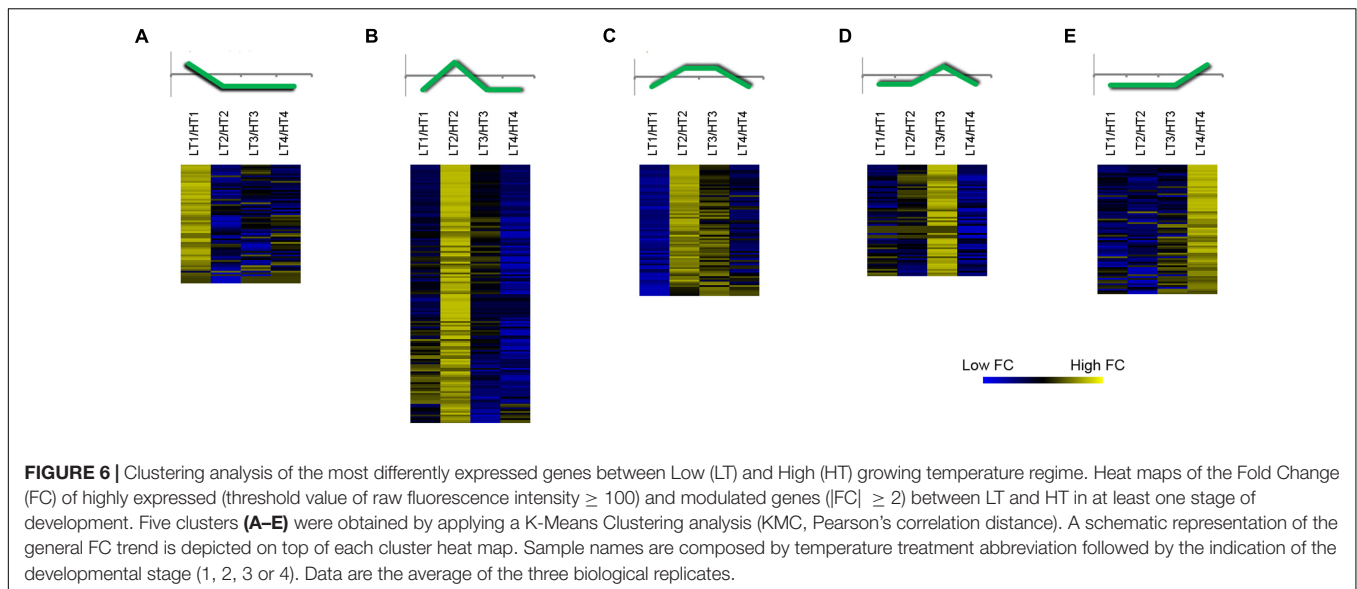 A B C D E
LT1/HT1 LT2/HT2 LT3/HT3 LT4/HT4
LT1/HT1 LT2/HT2 LT3/HT3 LT4/HT4
LT1/HT1 LT2/HT2 LT3/HT3 LT4/HT4
LT1/HT1 LT2/HT2 LT3/HT3 LT4/HT4
LT1/HT1 LT2/HT2 LT3/HT3 LT4/HT4
Low FC High FC
FIGURE 6 | Clustering analysis of the most differently expressed genes between Low (LT) and High (HT) growing temperature regime. Heat maps of the Fold Change
(FC) of highly expressed (threshold value of raw fluorescence intensity ≥ 100) and modulated genes (|FC| ≥ 2) between LT and HT in at least one stage of
development. Five clusters (A–E) were obtained by applying a K-Means Clustering analysis (KMC, Pearson's correlation distance). A schematic representation of the
general FC trend is depicted on top of each cluster heat map. Sample names are composed by temperature treatment abbreviation followed by the indication of the
developmental stage (1, 2, 3 or 4). Data are the average of the three biological replicates.